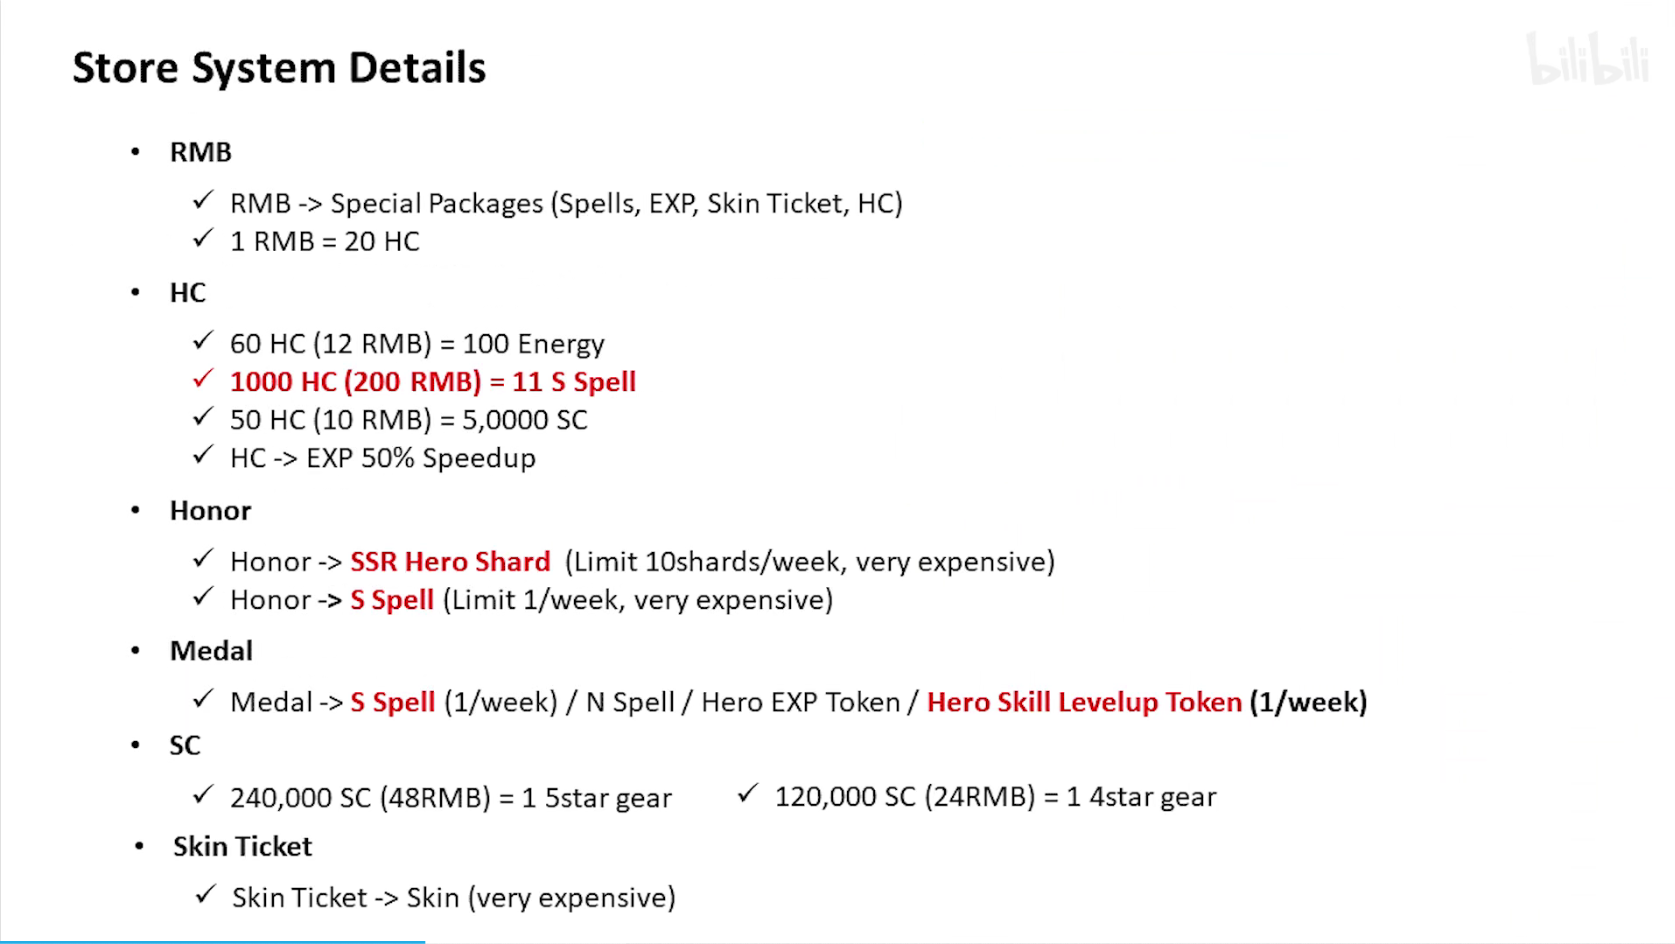 Store System Details
bilibili
• RMB
✓ RMB -> Special Packages (Spells, EXP, Skin Ticket, HC)
✓ 1 RMB = 20 HC
• HC
✓ 60 HC (12 RMB) = 100 Energy
✓ 1000 HC (200 RMB) = 11 S Spell
✓ 50 HC (10 RMB) = 5,0000 SC
✓ HC -> EXP 50% Speedup
• Honor
✓ Honor -> SSR Hero Shard (Limit 10shards/week, very expensive)
✓ Honor -> S Spell (Limit 1/week, very expensive)
• Medal
✓ Medal -> S Spell (1/week) / N Spell / Hero EXP Token / Hero Skill Levelup Token (1/week)
• SC
✓ 240,000 SC (48RMB) = 1 5star gear ✓ 120,000 SC (24RMB) = 1 4star gear
• Skin Ticket
✓ Skin Ticket -> Skin (very expensive)